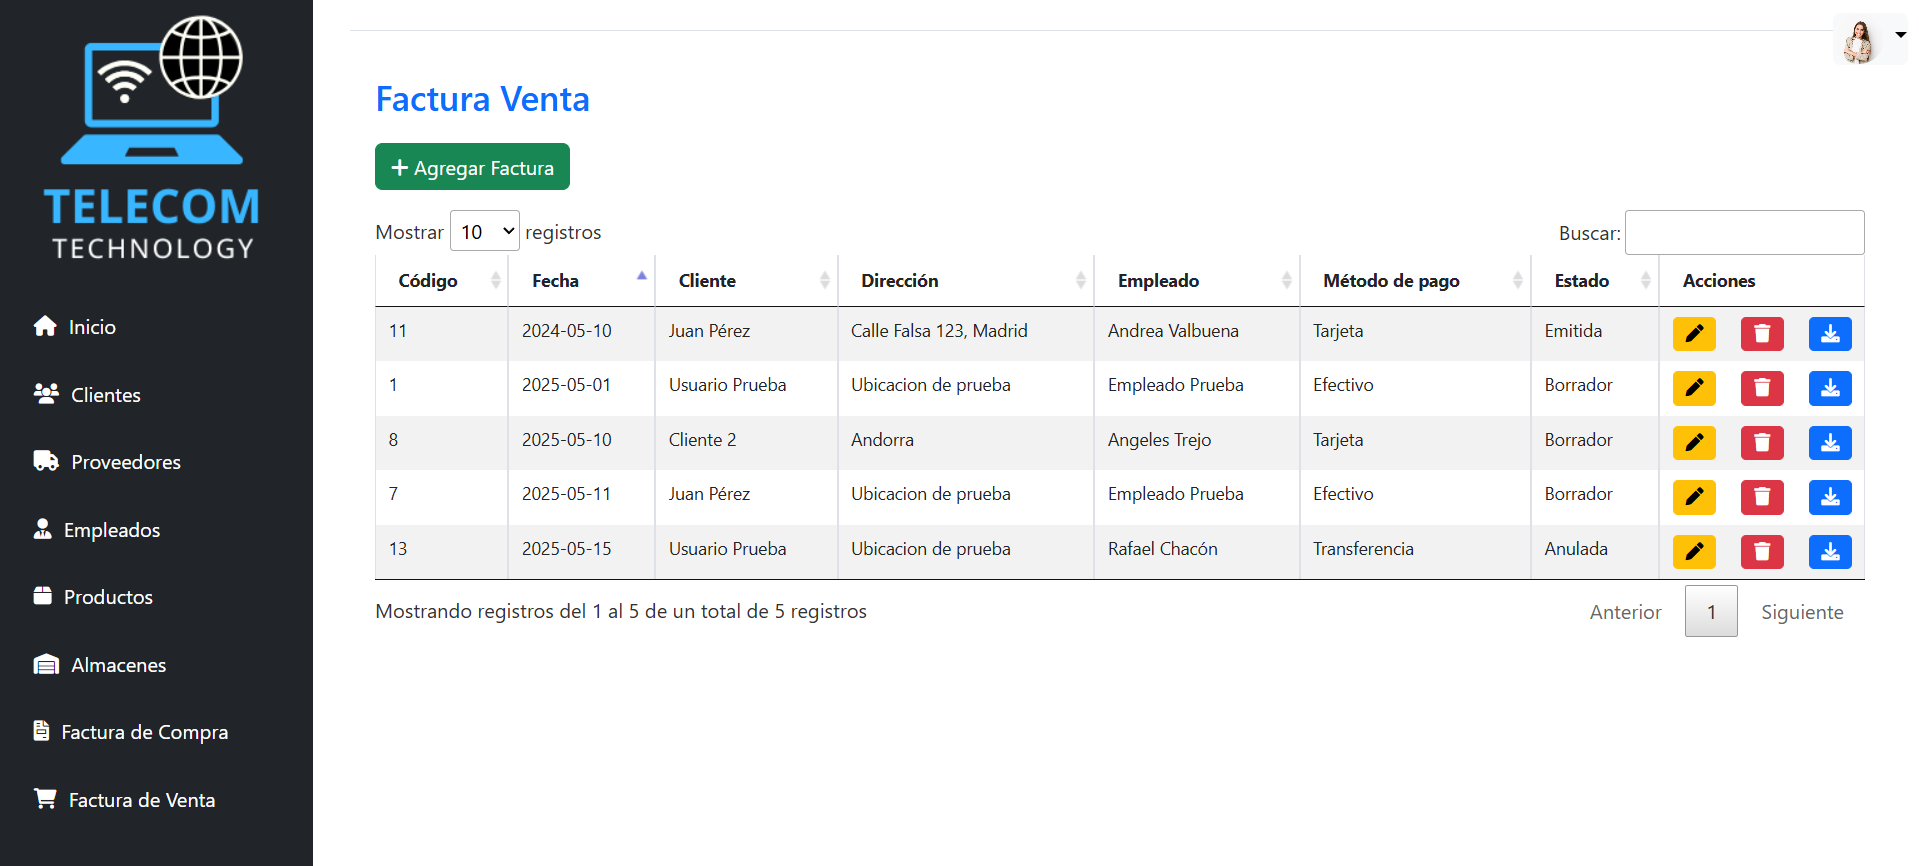 TELECOM
TECHNOLOGY
Inicio
Clientes
Proveedores
Empleados
Productos
Almacenes
Factura de Compra
Factura de Venta
Factura Venta
+ Agregar Factura
Mostrar 10 registros
Buscar:
Código Fecha Cliente Dirección Empleado Método de pago Estado Acciones
11 2024-05-10 Juan Pérez Calle Falsa 123, Madrid Andrea Valbuena Tarjeta Emitida
1 2025-05-01 Usuario Prueba Ubicacion de prueba Empleado Prueba Efectivo Borrador
8 2025-05-10 Cliente 2 Andorra Angeles Trejo Tarjeta Borrador
7 2025-05-11 Juan Pérez Ubicacion de prueba Empleado Prueba Efectivo Borrador
13 2025-05-15 Usuario Prueba Ubicacion de prueba Rafael Chacón Transferencia Anulada
Mostrando registros del 1 al 5 de un total de 5 registros
Anterior 1 Siguiente